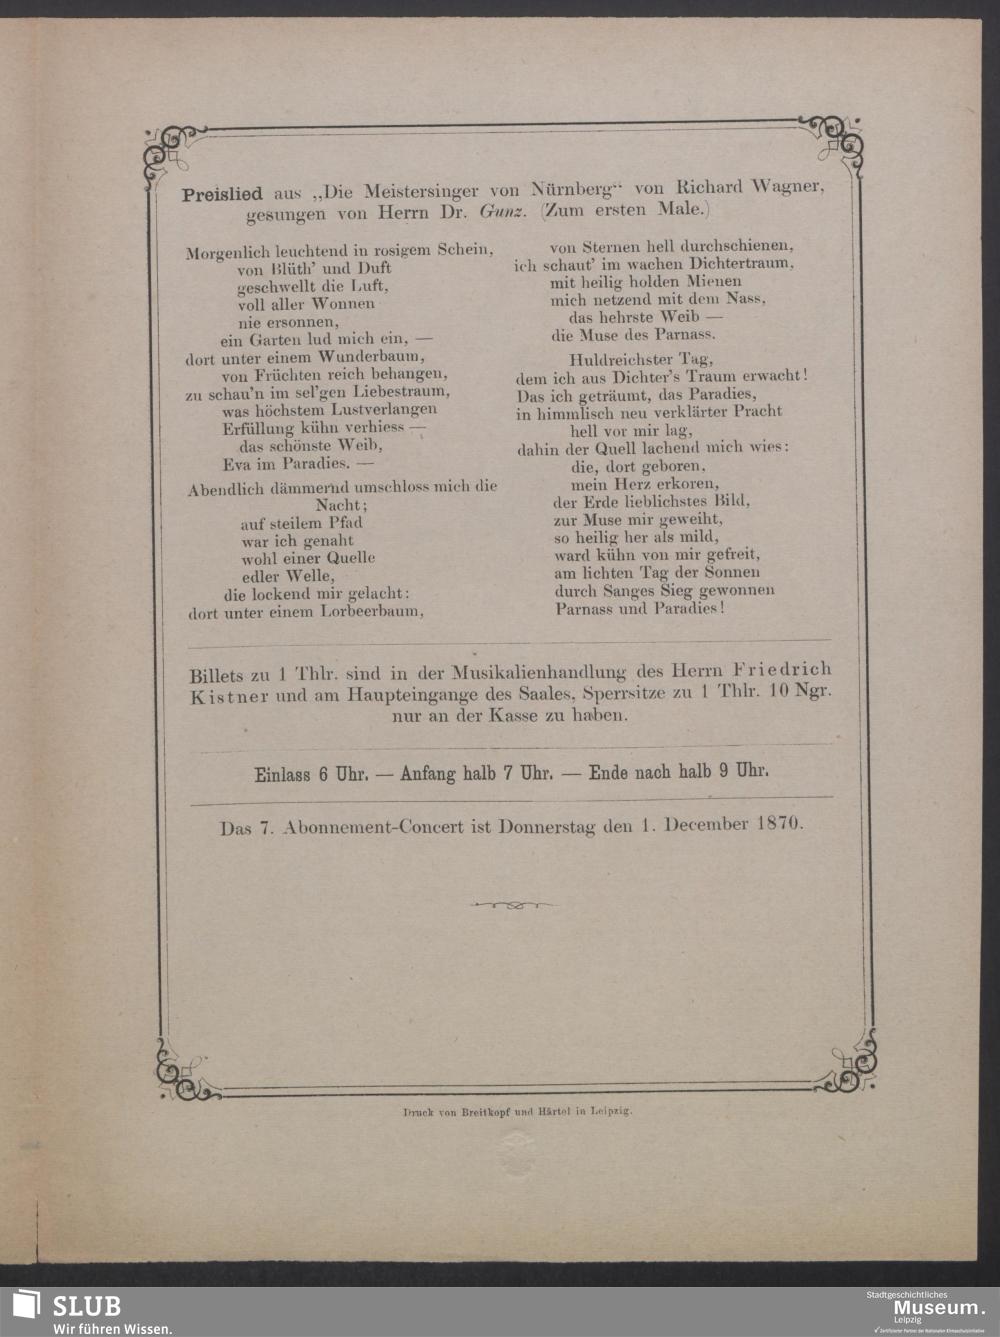 Preislied aus „Die Meistersinger von Nürnberg“ von Richard Wagner,
gesungen von Herrn Dr. Gunz. (Zum ersten Male.)
Morgenlich leuchtend in rosigem Schein,
von Blüth’ und Duft
geschwellt die Luft,
voll aller Wonnen
nie ersonnen,
ein Garten lud mich ein, —
dort unter einem Wunderbaum,
von Früchten reich behangen,
zu schau’n im sel’gen Liebestraum,
was höchstem Lustverlangen
Erfüllung kühn verhiess —
das schönste Weib,
Eva im Paradies. —
Abendlich dämmernd umschloss mich die
Nacht;
auf steilem Pfad
war ich genaht
wohl einer Quelle
edler Welle,
die lockend mir gelacht:
dort unter einem Lorbeerbaum,
von Sternen hell durchschienen,
ich schaut’ im wachen Dichtertraum,
mit heilig holden Mienen
mich netzend mit dem Nass,
das hehrste Weib —
die Muse des Parnass.
Huldreichster Tag,
dem ich aus Dichter’s Traum erwacht!
Das ich geträumt, das Paradies,
in himmlisch neu verklärter Pracht
hell vor mir lag,
dahin der Quell lachend mich wies:
die, dort geboren,
mein Herz erkoren,
der Erde lieblichstes Bild,
zur Muse mir geweiht,
so heilig her als mild,
ward kühn von mir gefreit,
am lichten Tag der Sonnen
durch Sanges Sieg gewonnen
Parnass und Paradies!
Billets zu 1 Thlr. sind in der Musikalienhandlung des Herrn Friedrich
Kistner und am Haupteingange des Saales, Sperrsitze zu 1 Thlr. 10 Ngr.
nur an der Kasse zu haben.
Einlass 6 Uhr. — Anfang halb 7 Uhr. — Ende nach halb 9 Uhr.
Das 7. Abonnement-Concert ist Donnerstag den 1. December 1870.
Druck von Breitkopf und Härtel in Leipzig.
SLUB
Wir führen Wissen.
Stadtgeschichtliches
Museum.
Leipzig
Zertifizierter Partner der Nationalen Klimaschutzinitiative